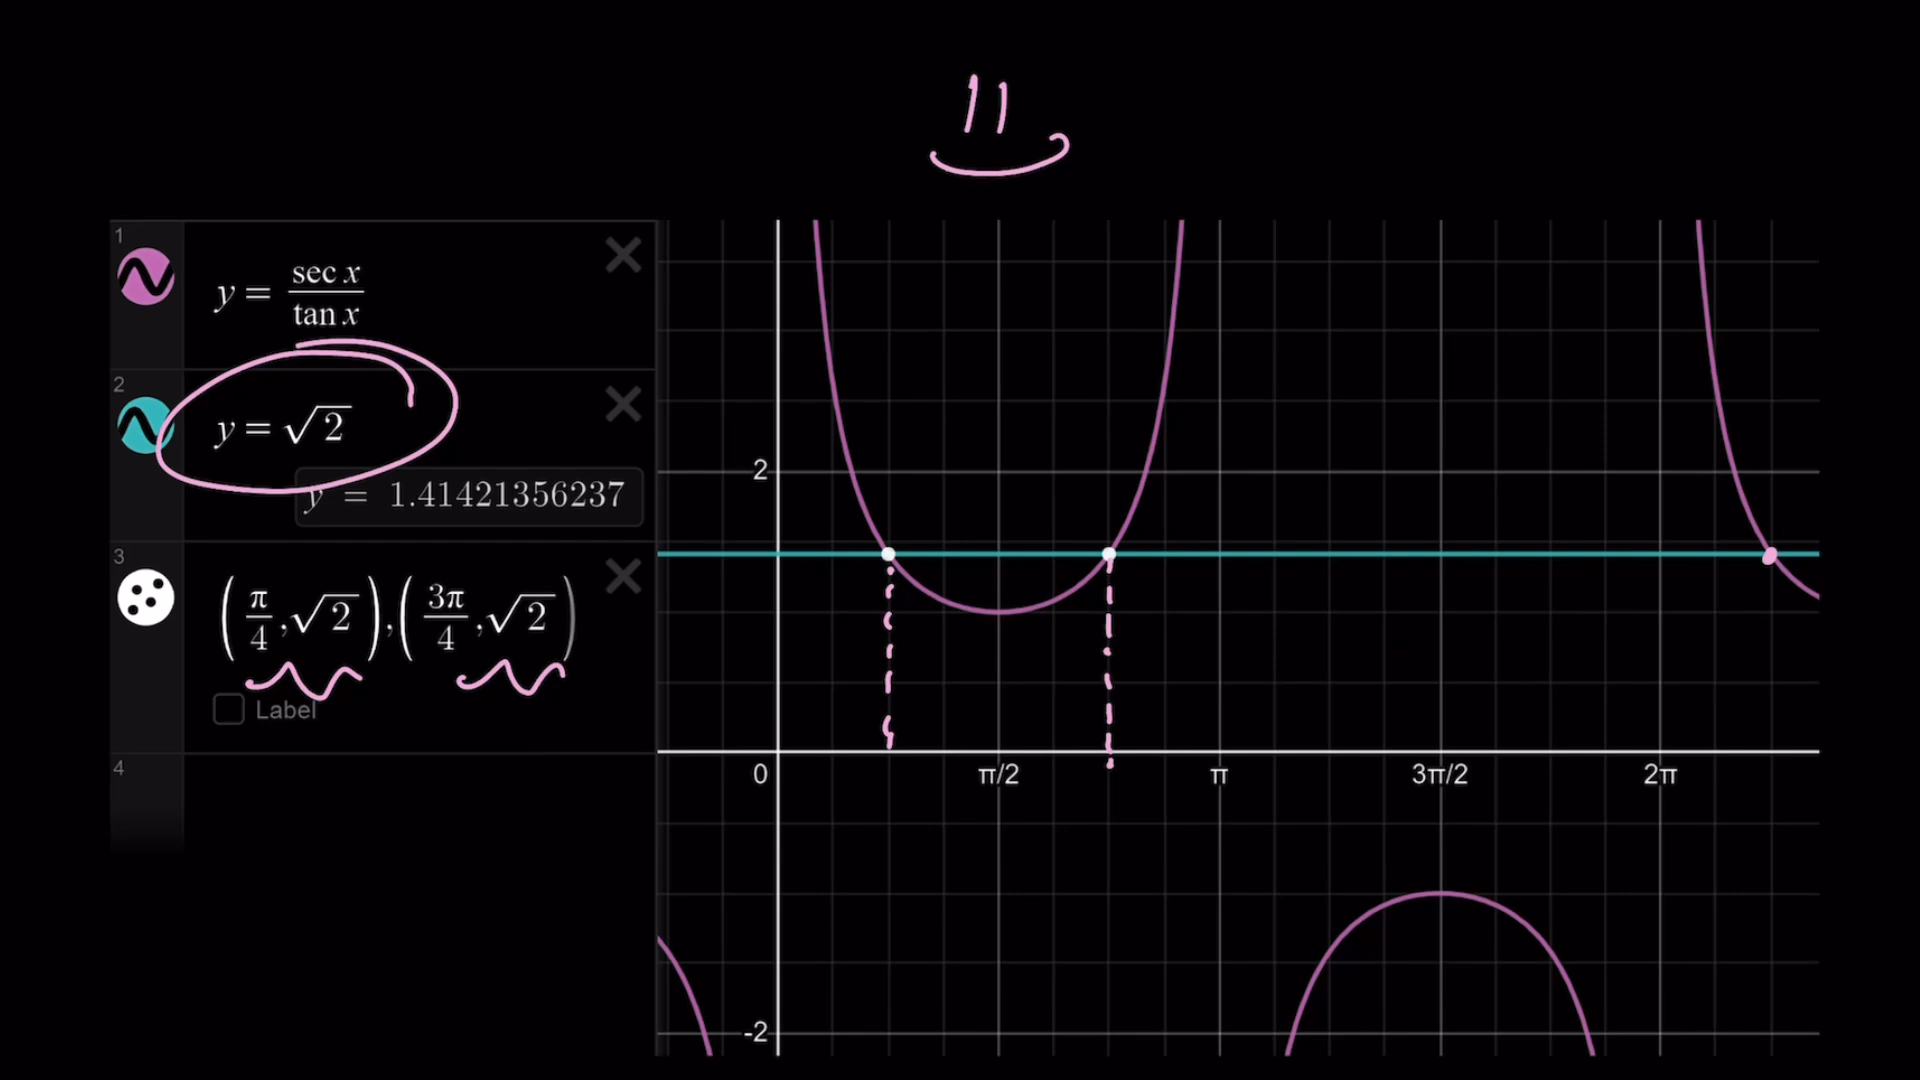 1
y = sec x / tan x
2
y = √2
y = 1.41421356237
3
(π/4, √2), (3π/4, √2)
Label
4
2
0 π/2 π 3π/2 2π
-2